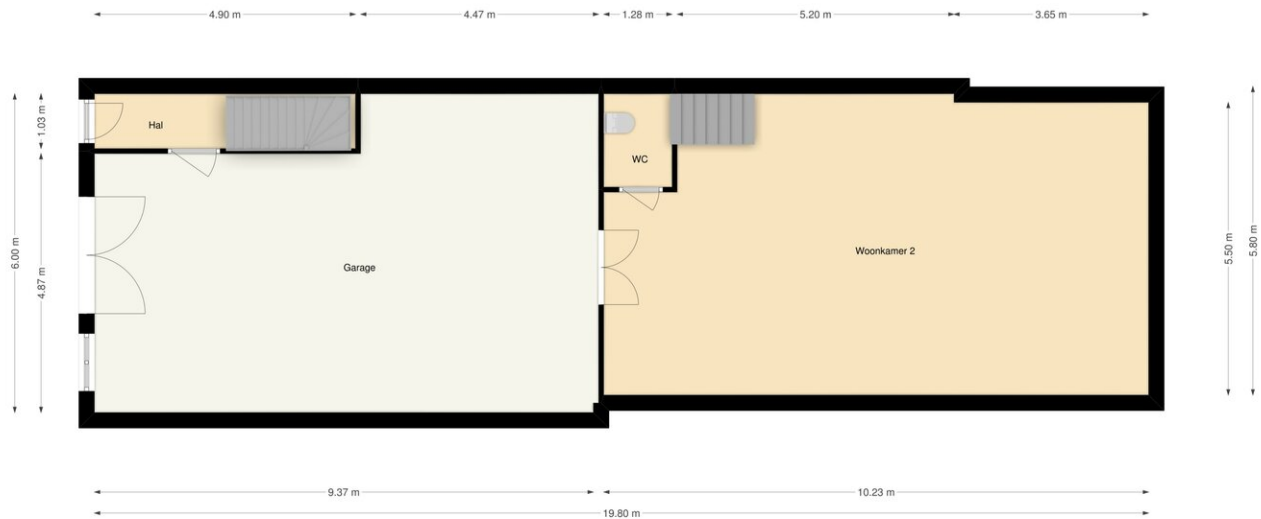 4.90 m
4.47 m
1.28 m
5.20 m
3.65 m
1.03 m
Hal
WC
6.00 m
4.87 m
Garage
Woonkamer 2
5.50 m
5.80 m
9.37 m
10.23 m
19.80 m